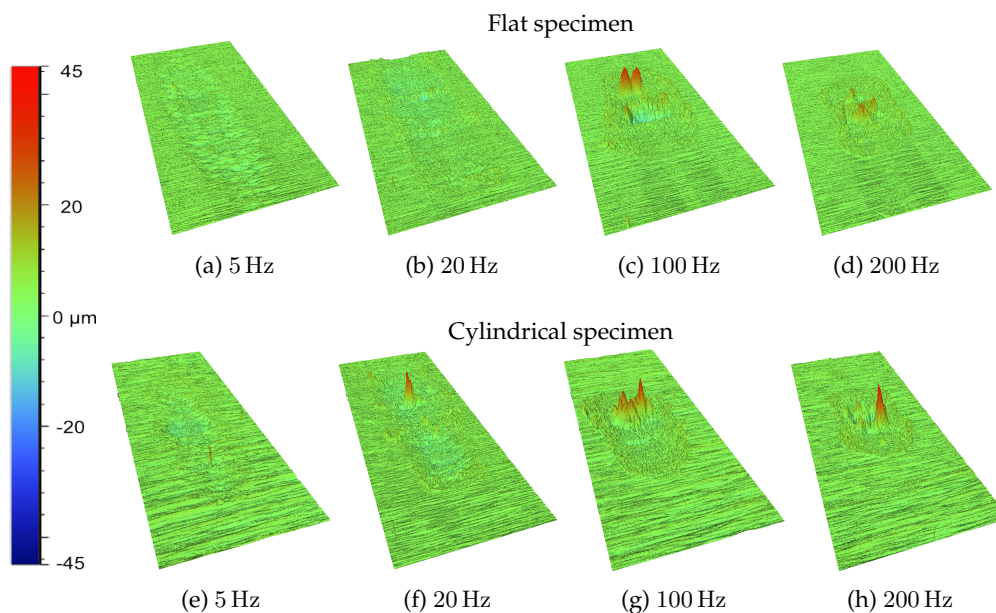 Flat specimen
45
20
0 µm
-20
-45
(a) 5 Hz
(b) 20 Hz
(c) 100 Hz
(d) 200 Hz
Cylindrical specimen
(e) 5 Hz
(f) 20 Hz
(g) 100 Hz
(h) 200 Hz